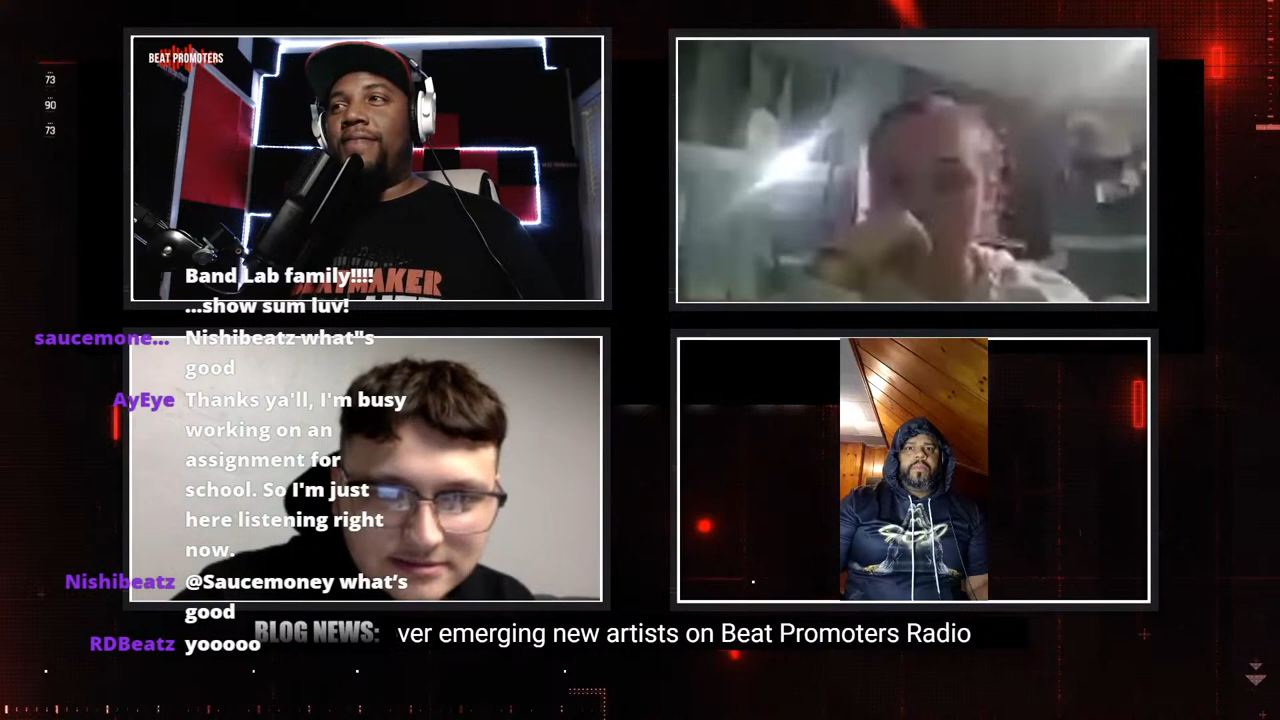 BEAT PROMOTERS
73
90
73
Band Lab family!!!!
...show sum luv!
saucemone... Nishibeatz what"s
good
AyEye Thanks ya'll, I'm busy
working on an
assignment for
school. So I'm just
here listening right
now.
Nishibeatz @Saucemoney what's
good
RDBeatz yooooo
BLOG NEWS: ver emerging new artists on Beat Promoters Radio